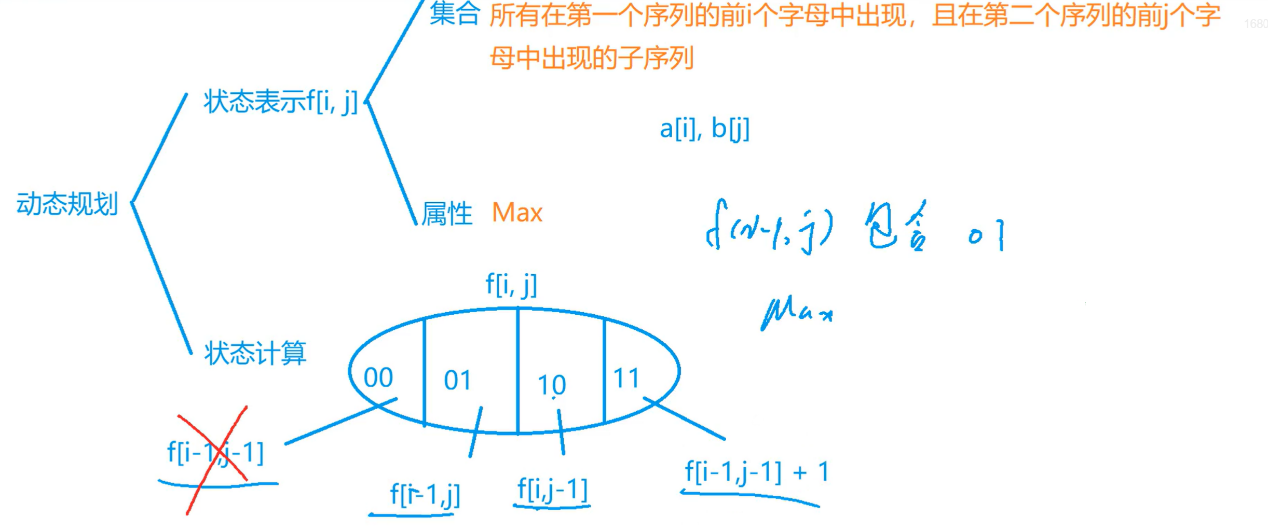 集合 所有在第一个序列的前i个字母中出现，且在第二个序列的前j个字
母中出现的子序列
1680
状态表示f[i, j]
a[i], b[j]
动态规划
属性 Max
f(i-1, j) 包含 01
f[i, j]
Max
状态计算
00 01 10 11
f[i-1,j-1]
f[i-1,j]
f[i,j-1]
f[i-1,j-1] + 1